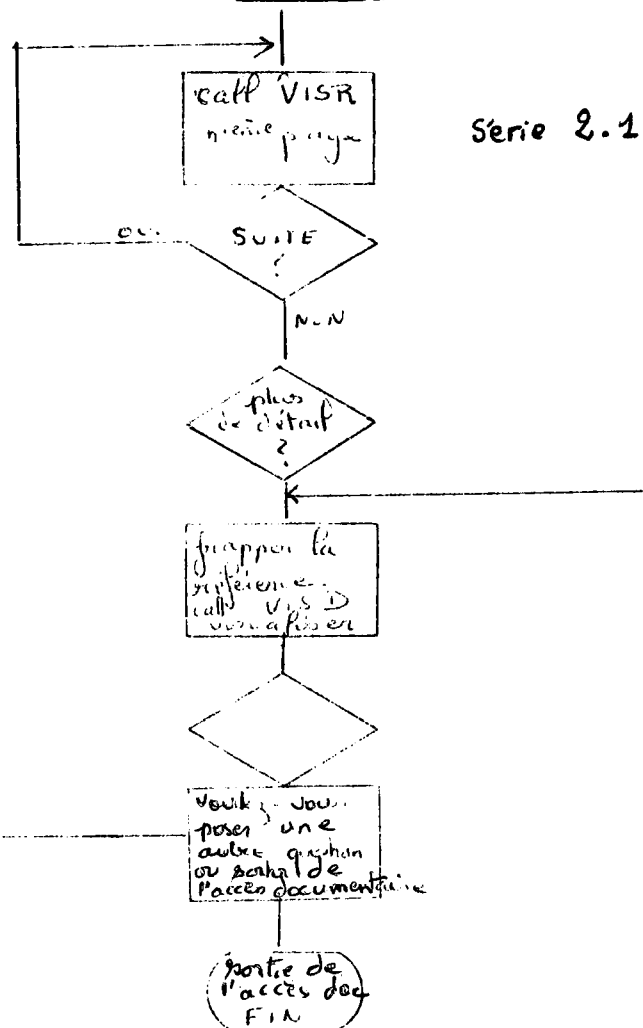 call VISR
même page
Série 2.1
OUI
SUITE
?
NON
plus
de détail
?
frapper la
référence
call VISD
visualiser
Voulez-vous
poser une
autre question
ou sortir de
l'accès documentaire
sortie de
l'accès doc
FIN